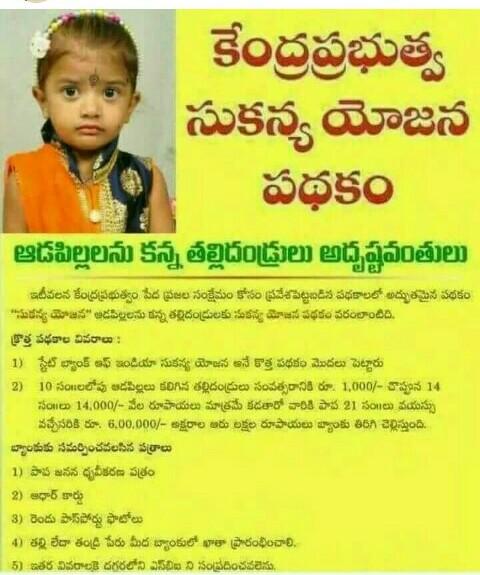 కేంద్రప్రభుత్వ
సుకన్య యోజన
పథకం
ఆడపిల్లలను కన్న తల్లిదండ్రులు అదృష్టవంతులు
ఇటీవలన కేంద్రప్రభుత్వం పేద ప్రజల సంక్షేమం కోసం ప్రవేశపెట్టబడిన పథకాలలో అద్భుతమైన పథకం
"సుకన్య యోజన" ఆడపిల్లలను కన్న తల్లిదండ్రులకు సుకన్య యోజన పథకం వరంలాంటిది.
క్రొత్త పథకాల వివరాలు :
1) స్టేట్ బ్యాంక్ ఆఫ్ ఇండియా సుకన్య యోజన అనే కొత్త పథకం మొదలు పెట్టారు
2) 10 సం॥లలోపు ఆడపిల్లలు కలిగిన తల్లిదండ్రులు సంవత్సరానికి రూ. 1,000/- చొప్పున 14
సం॥లు 14,000/- వేల రూపాయలు మాత్రమే కడతారో వారికి పాప 21 సం॥లు వయస్సు
వచ్చేసరికి రూ. 6,00,000/- అక్షరాల ఆరు లక్షల రూపాయలు బ్యాంకు తిరిగి చెల్లిస్తుంది.
బ్యాంకుకు సమర్పించవలసిన పత్రాలు
1) పాప జనన ధృవీకరణ పత్రం
2) ఆధార్ కార్డు
3) రెండు పాస్‌పోర్టు ఫొటోలు
4) తల్లి లేదా తండ్రి పేరు మీద బ్యాంకులో ఖాతా ప్రారంభించాలి.
5) ఇతర వివరాలకై దగ్గరలోని ఎస్‌బిఐ ని సంప్రదించవలెను.